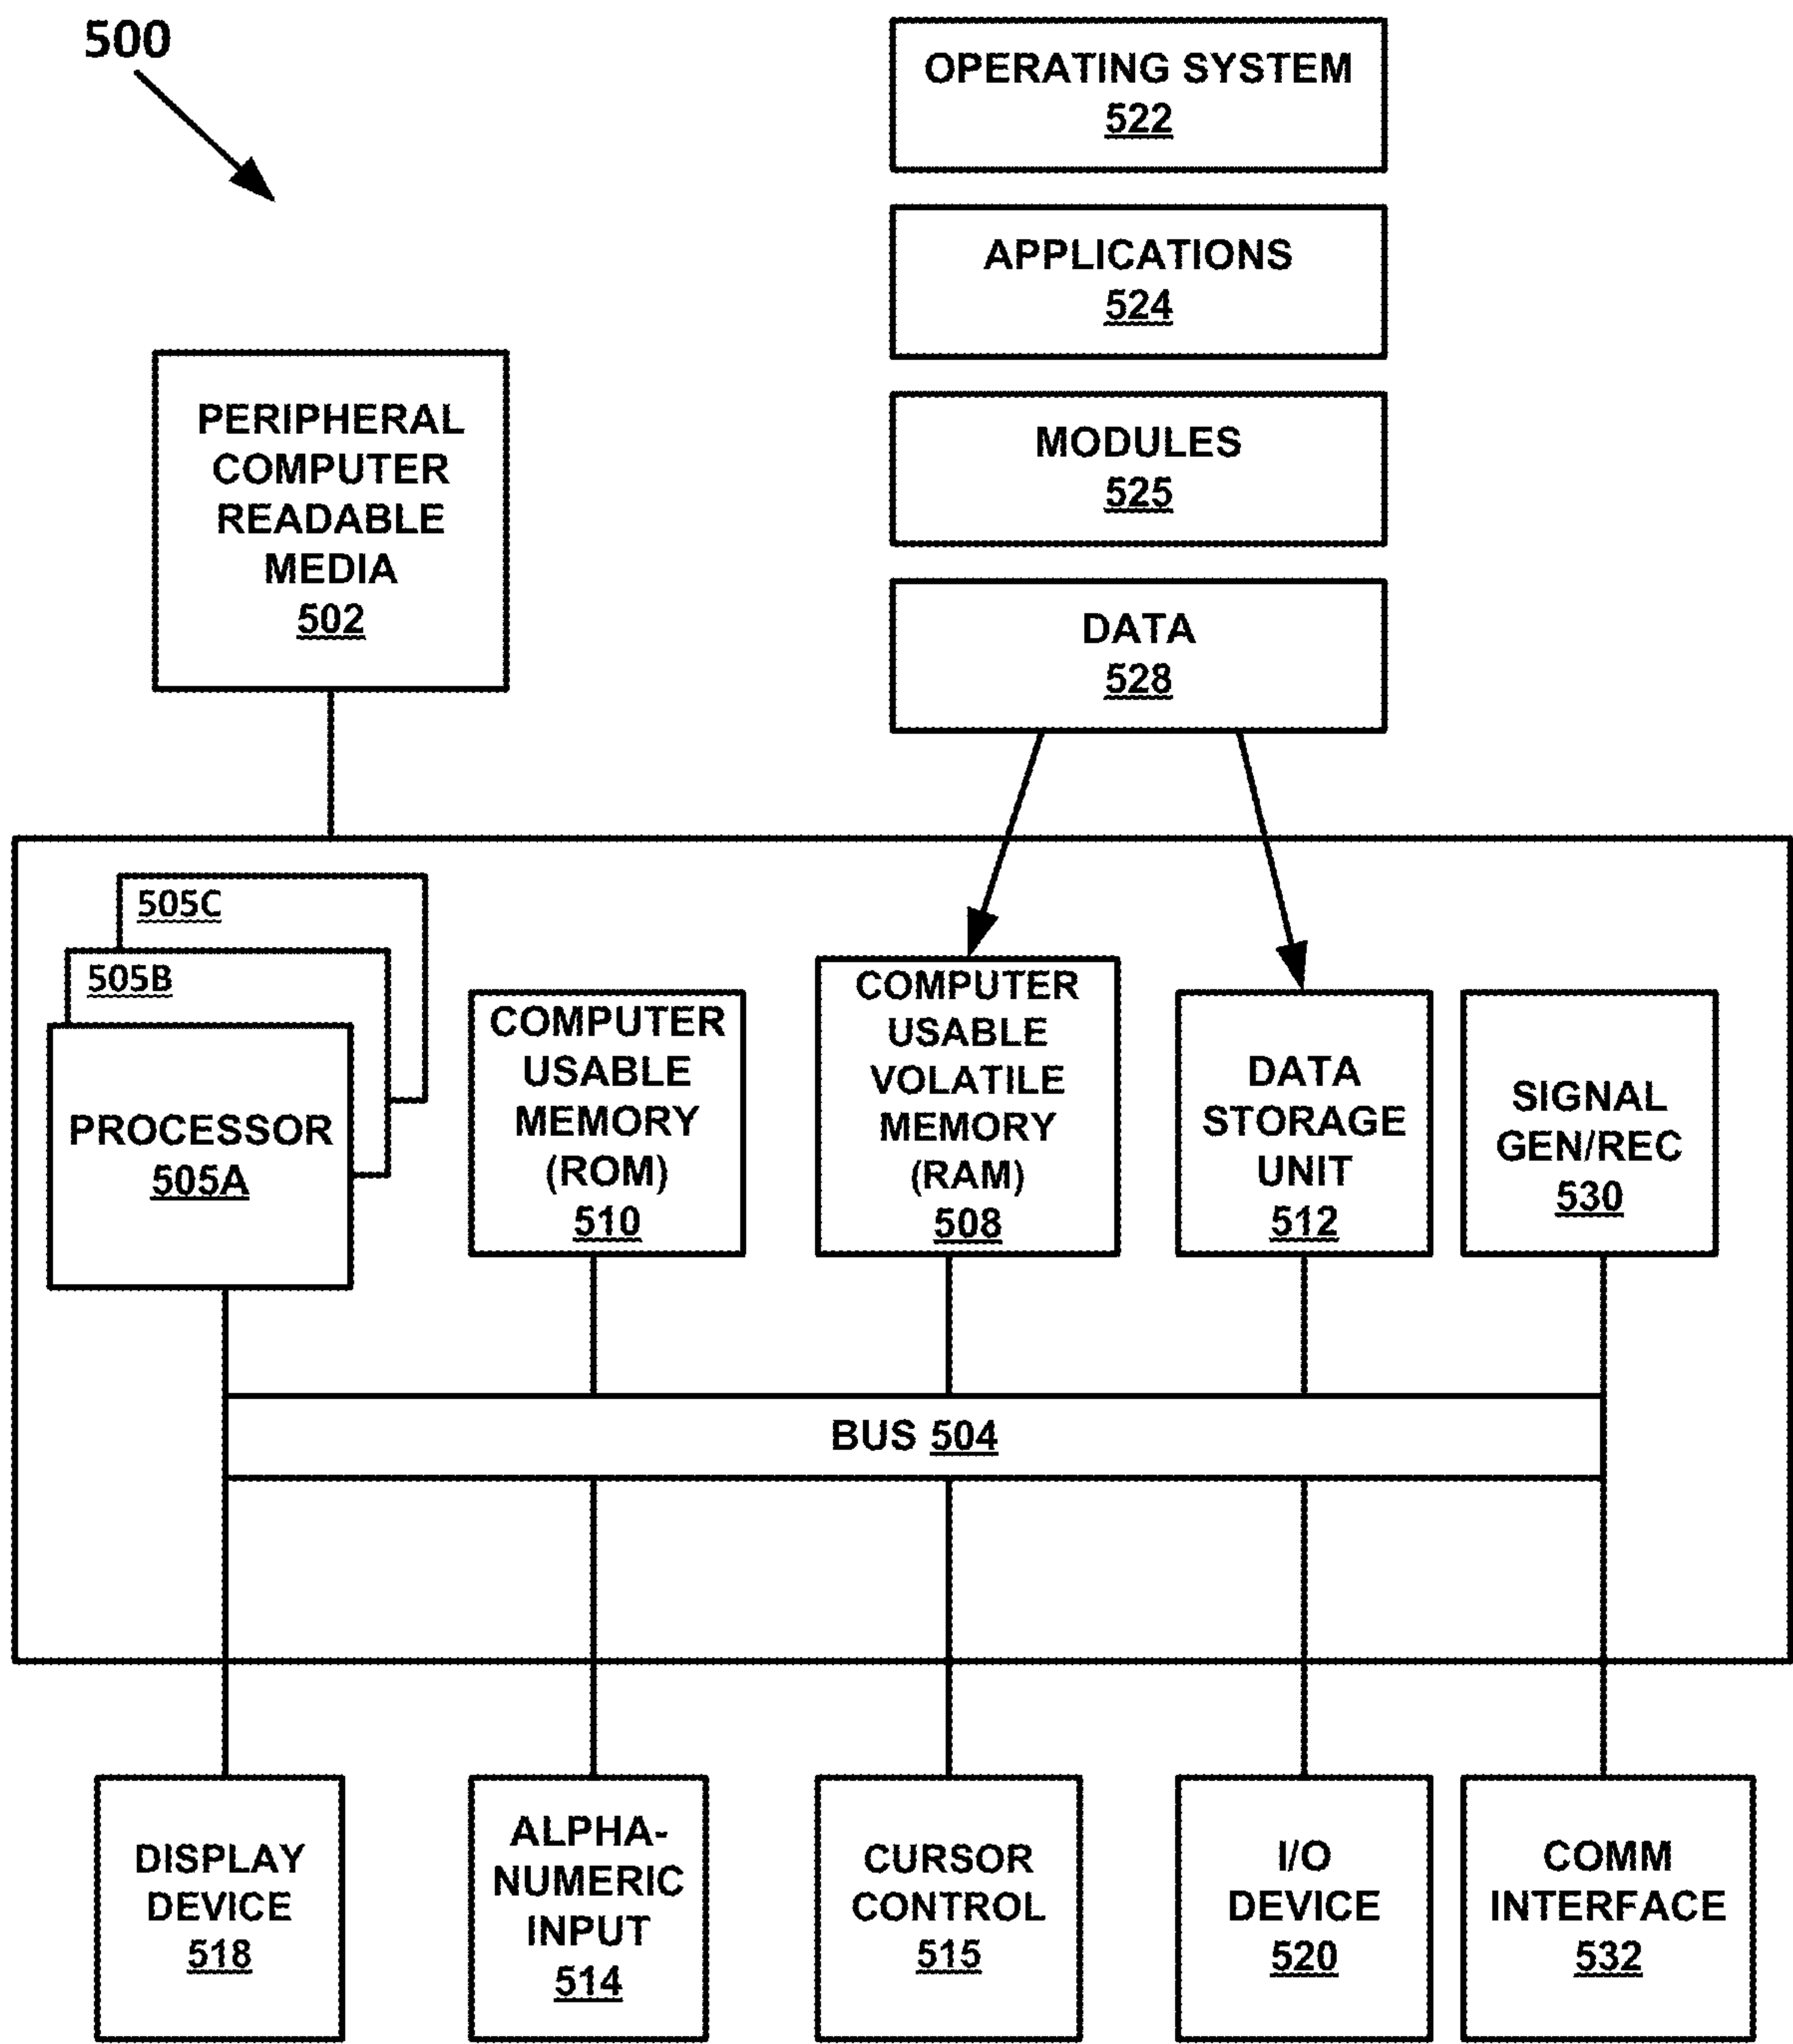 500
OPERATING SYSTEM
522
APPLICATIONS
524
MODULES
525
DATA
528
PERIPHERAL
COMPUTER
READABLE
MEDIA
502
505C
505B
PROCESSOR
505A
COMPUTER
USABLE
MEMORY
(ROM)
510
COMPUTER
USABLE
VOLATILE
MEMORY
(RAM)
508
DATA
STORAGE
UNIT
512
SIGNAL
GEN/REC
530
BUS 504
DISPLAY
DEVICE
518
ALPHA-
NUMERIC
INPUT
514
CURSOR
CONTROL
515
I/O
DEVICE
520
COMM
INTERFACE
532